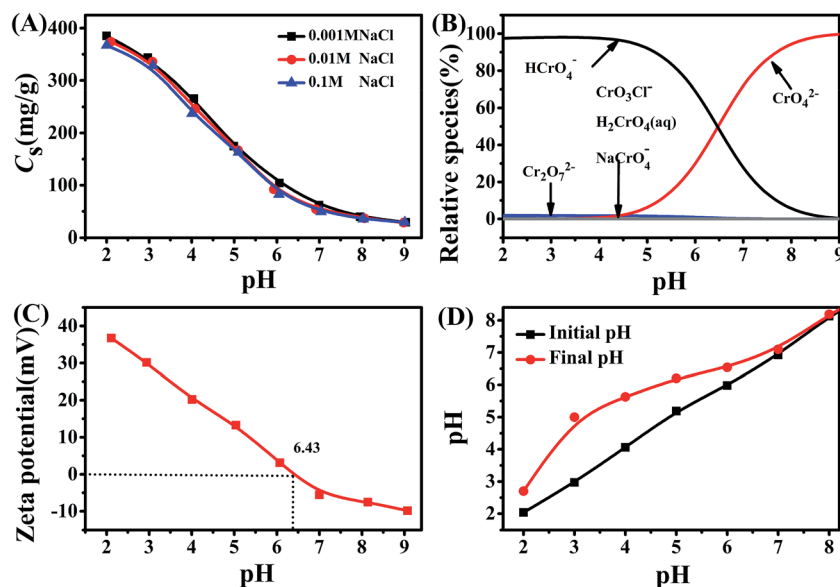 (A)
0.001MNaCl
0.01M NaCl
0.1M NaCl
Cs(mg/g)
400
300
200
100
0
2 3 4 5 6 7 8 9
pH
(B)
HCrO₄⁻
CrO₃Cl⁻
H₂CrO₄(aq)
NaCrO₄⁻
Cr₂O₇²⁻
CrO₄²⁻
Relative species(%)
100
80
60
40
20
0
2 3 4 5 6 7 8 9
pH
(C)
6.43
Zeta potential(mV)
40
30
20
10
0
-10
2 3 4 5 6 7 8 9
pH
(D)
Initial pH
Final pH
pH
8
7
6
5
4
3
2
2 3 4 5 6 7 8
pH